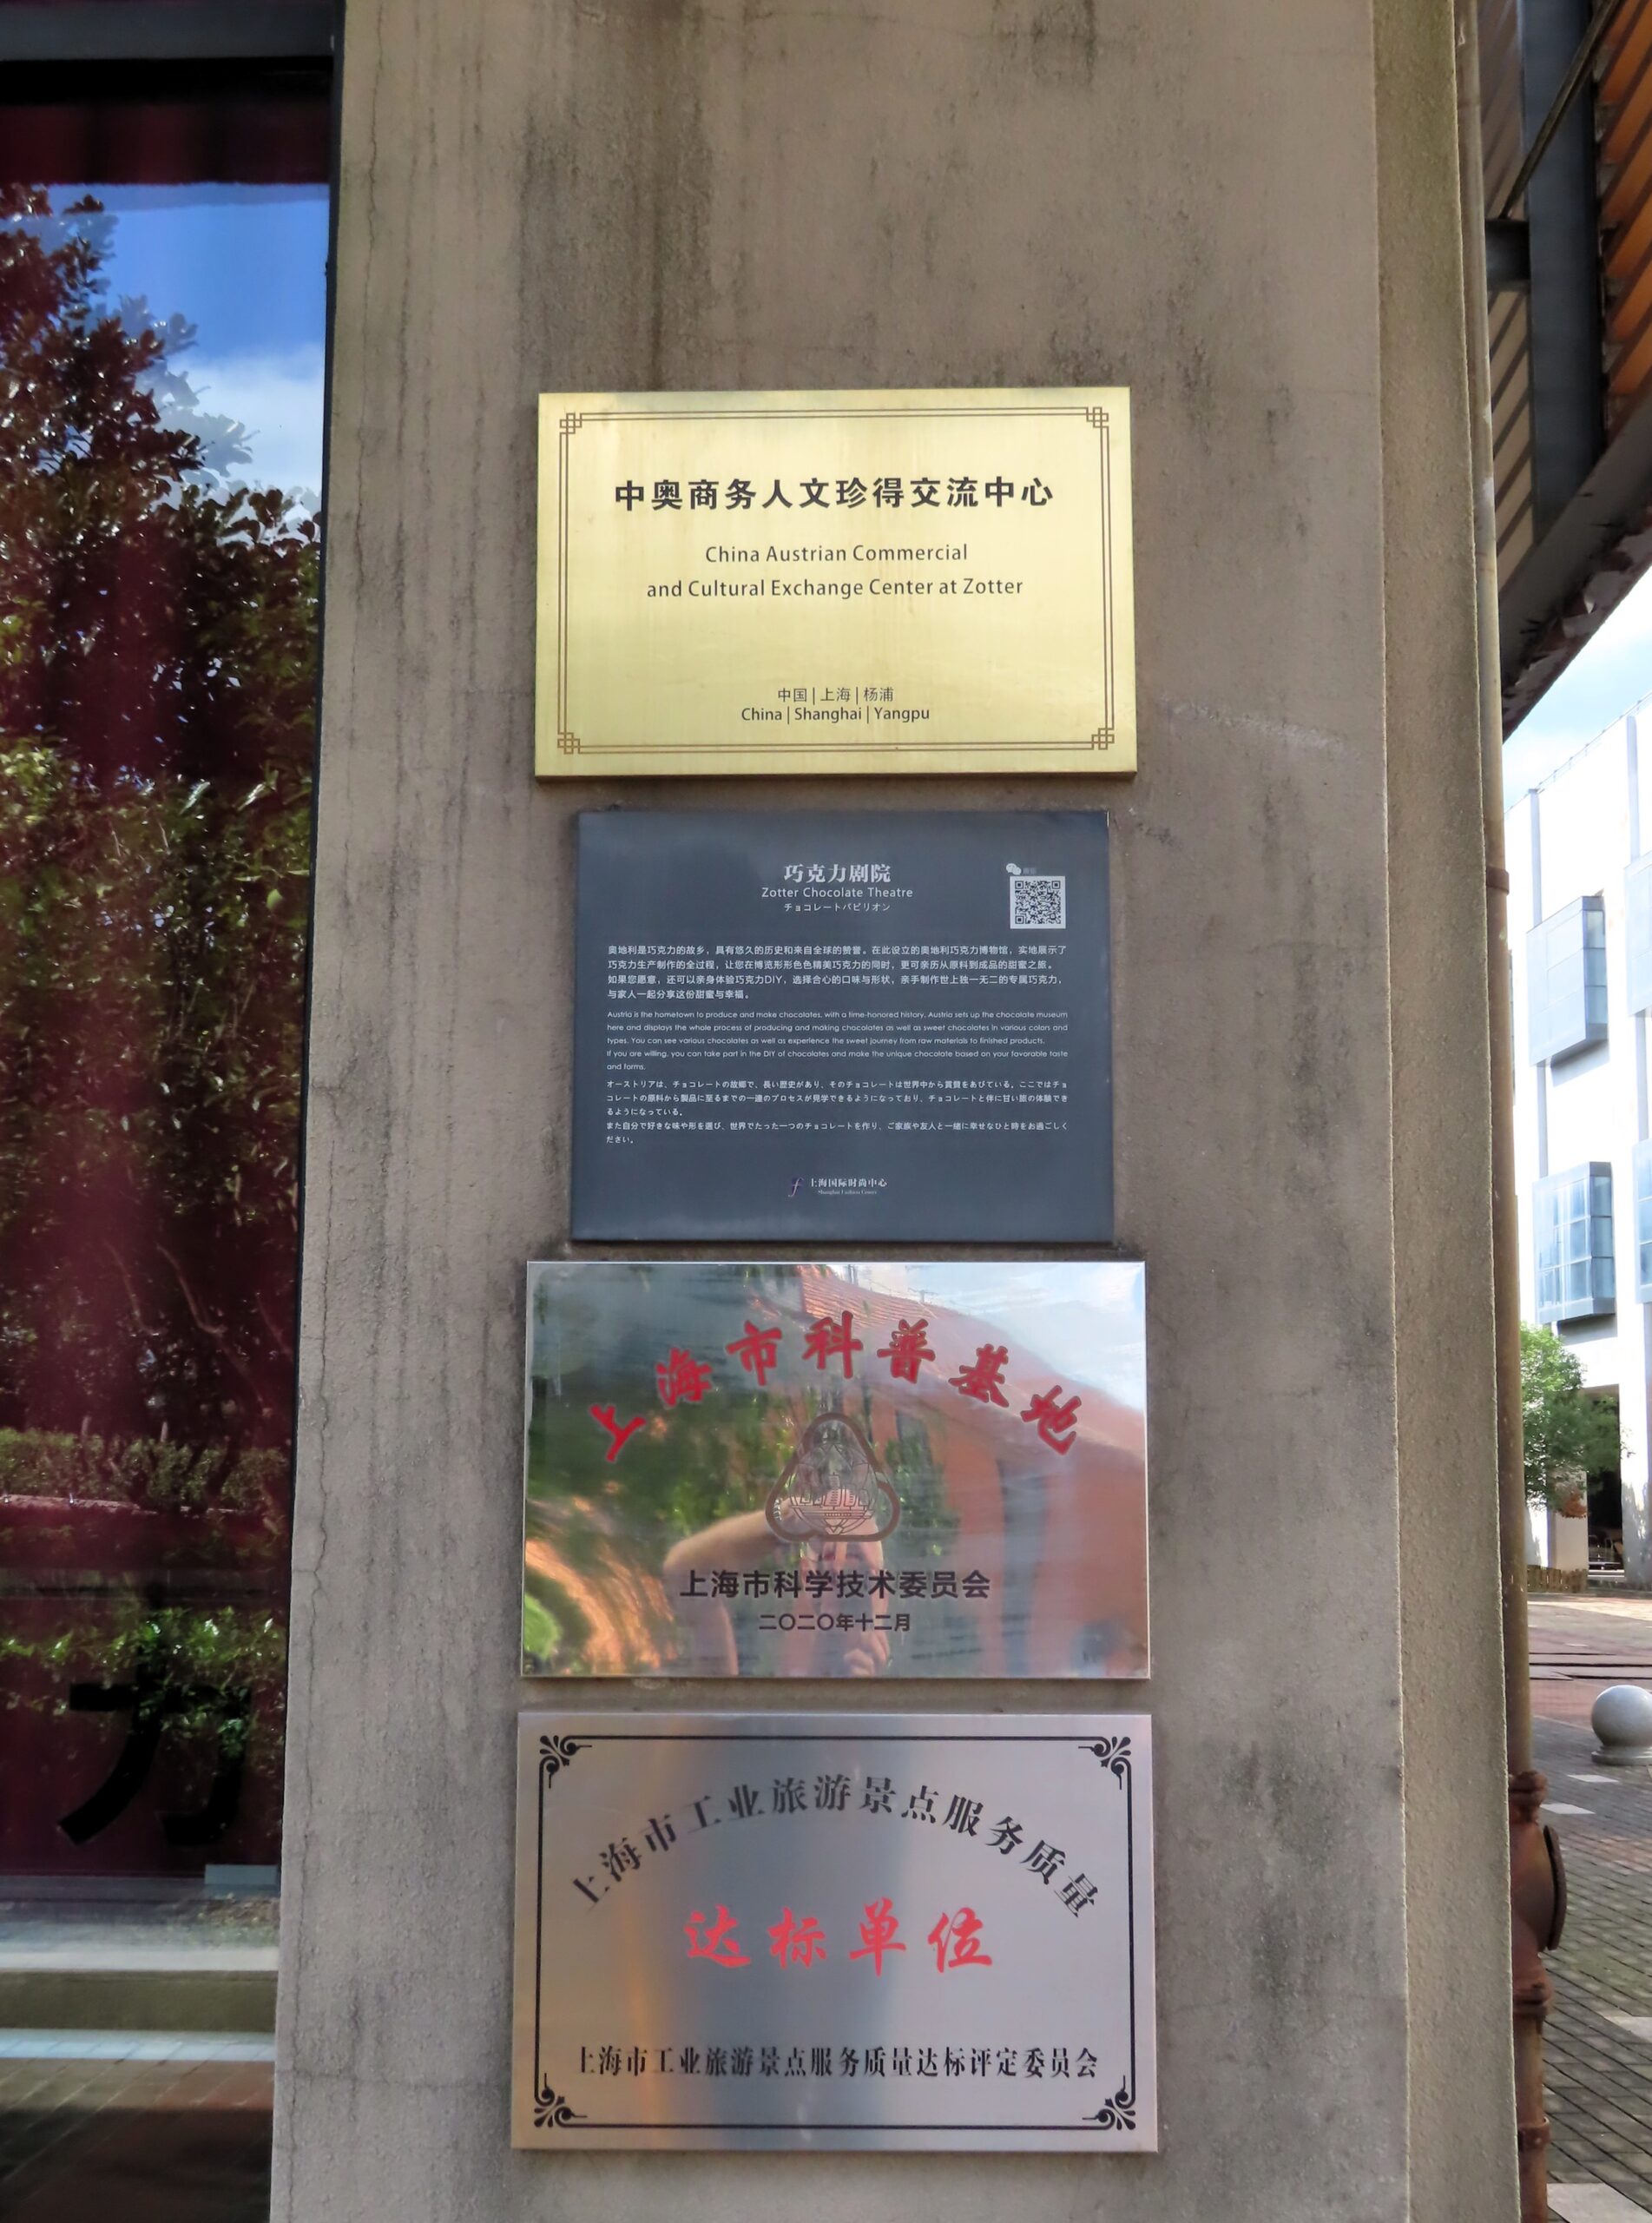 中奥商务人文珍得交流中心
China Austrian Commercial
and Cultural Exchange Center at Zotter
中国|上海|杨浦
China|Shanghai|Yangpu
巧克力剧院
Zotter Chocolate Theatre
チョコレートパビリオン
奥地利是巧克力的故乡，具有悠久的历史和来自全球的赞誉。在此设立的奥地利巧克力博物馆，实地展示了
巧克力生产制作的全过程，让您在博览形形色色精美巧克力的同时，更可亲历从原料到成品的甜蜜之旅。
如果您愿意，还可以亲身体验巧克力DIY，选择合心的口味与形状，亲手制作世上独一无二的专属巧克力，
与家人一起分享这份甜蜜与幸福。
Austria is the hometown to produce and make chocolates, with a time-honored history, Austria sets up the chocolate museum
here and displays the whole process of producing and making chocolates as well as sweet chocolates in various colors and
types. You can see various chocolates as well as experience the sweet journey from raw materials to finished products.
If you are willing, you can take part in the DIY of chocolates and make the unique chocolate based on your favorable taste
and forms.
オーストリアは、チョコレートの故郷で、長い歴史があり、そのチョコレートは世界中から賞賛をあびている。ここではチョ
コレートの原料から製品に至るまでの一連のプロセスが見学できるようになっており、チョコレートと伴に甘い旅の体験でき
るようになっている。
また自分で好きな味や形を選び、世界でたった一つのチョコレートを作り、ご家族や友人と一緒に幸せなひと時をお過ごしく
ださい。
上海国际时尚中心
Shanghai Fashion Center
上海市科普基地
上海市科学技术委员会
二〇二〇年十二月
上海市工业旅游景点服务质量
达标单位
上海市工业旅游景点服务质量达标评定委员会
力